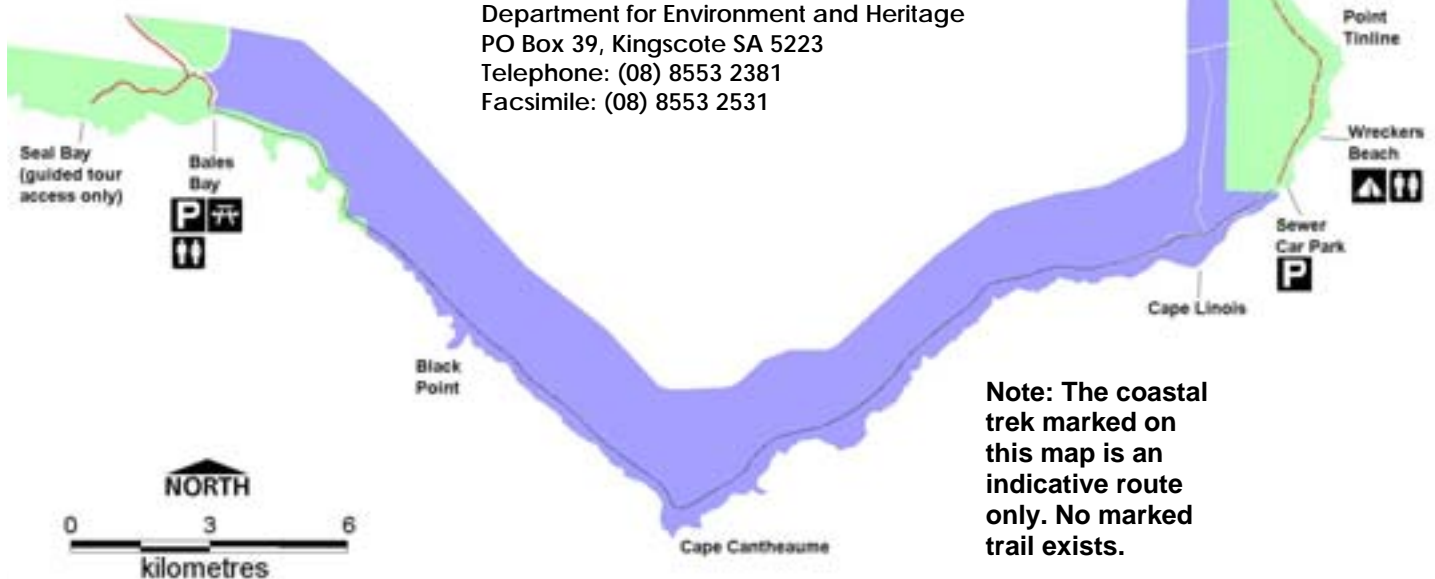 Department for Environment and Heritage
PO Box 39, Kingscote SA 5223
Telephone: (08) 8553 2381
Facsimile: (08) 8553 2531
Point
Tinline
Wreckers
Beach
Seal Bay
(guided tour
access only)
Bales
Bay
P
Sewer
Car Park
P
Cape Linois
Black
Point
Note: The coastal
trek marked on
this map is an
indicative route
only. No marked
trail exists.
NORTH
0 3 6
kilometres
Cape Cantheaume